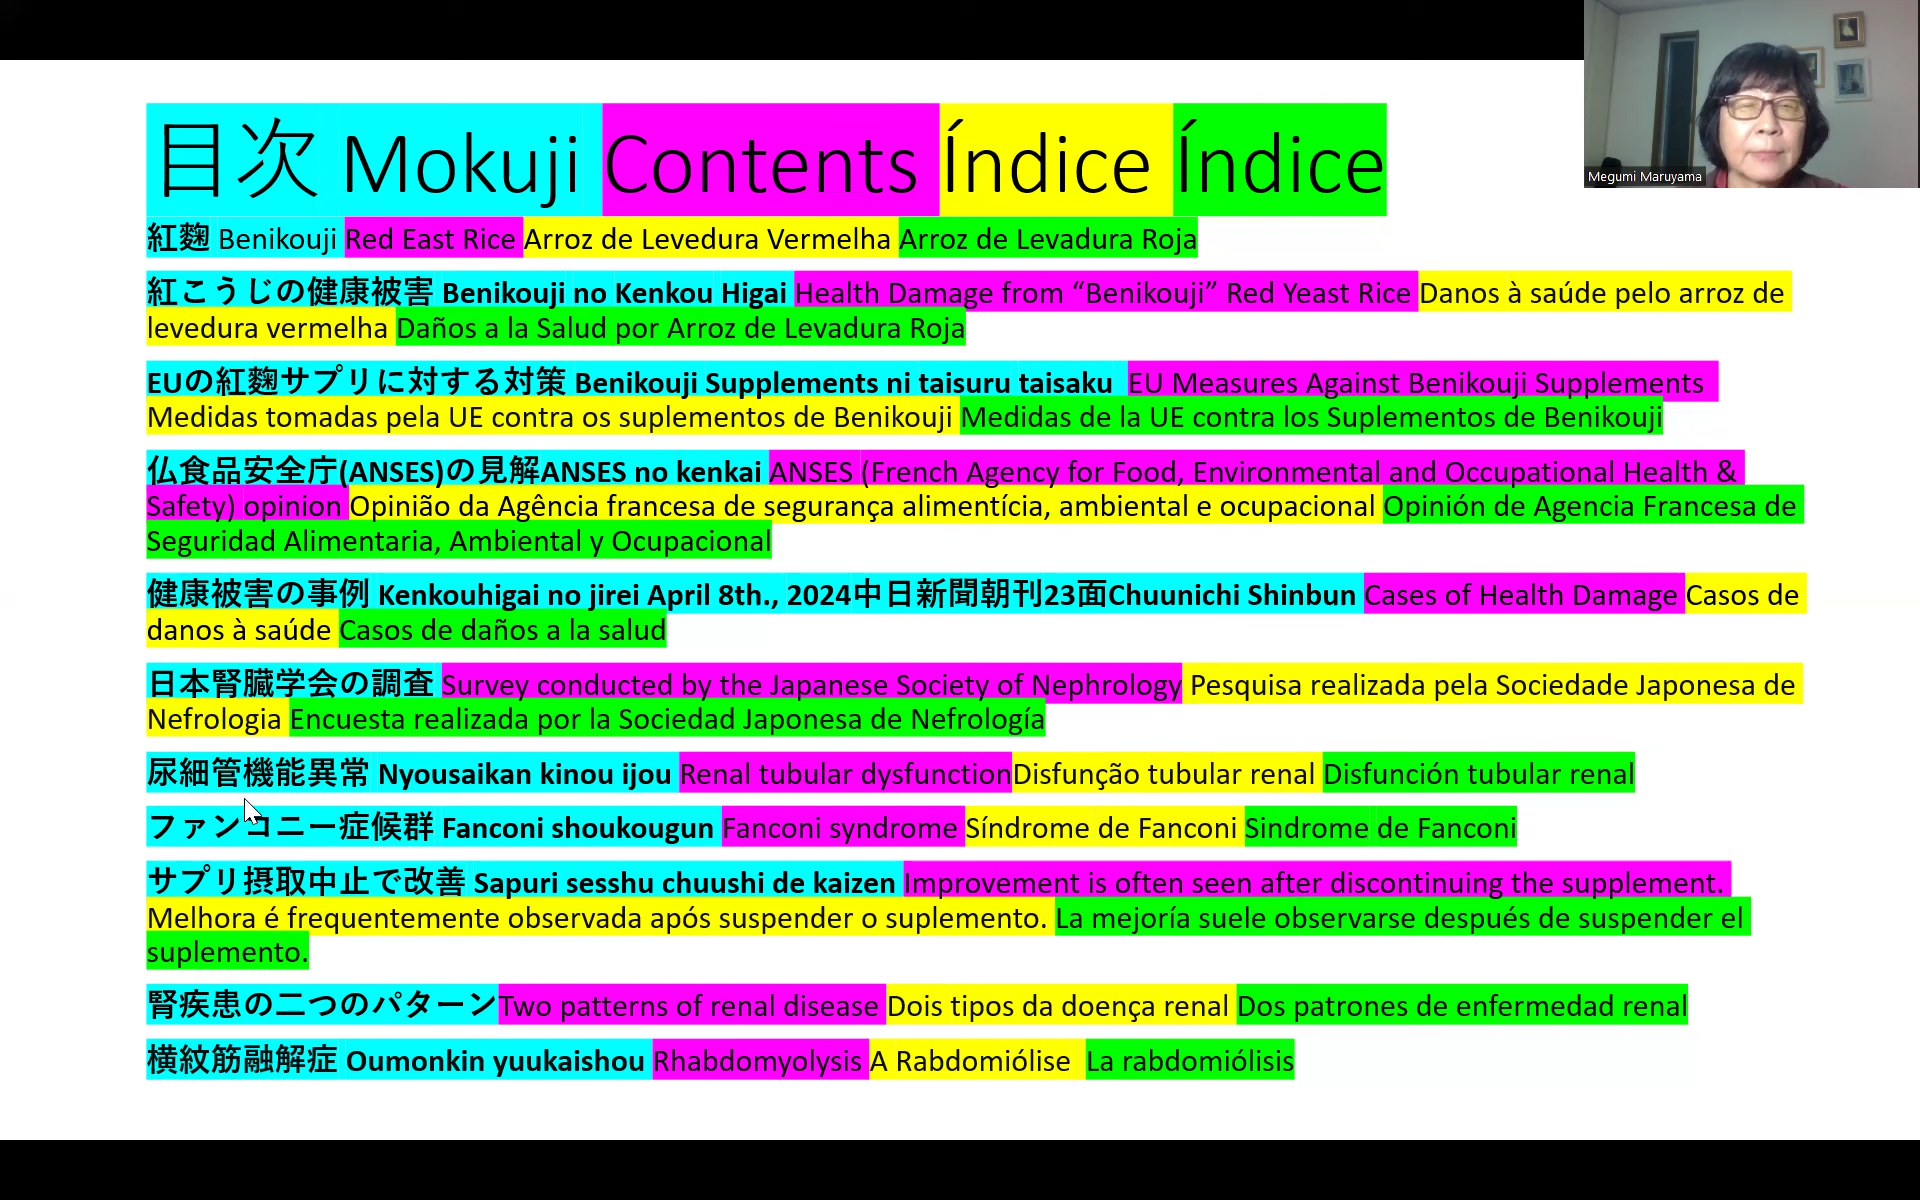 目次 Mokuji Contents Índice Índice
紅麴 Benikouji Red East Rice Arroz de Levedura Vermelha Arroz de Levadura Roja
紅こうじの健康被害 Benikouji no Kenkou Higai Health Damage from “Benikouji” Red Yeast Rice Danos à saúde pelo arroz de
levedura vermelha Daños a la Salud por Arroz de Levadura Roja
EUの紅麴サプリに対する対策 Benikouji Supplements ni taisuru taisaku EU Measures Against Benikouji Supplements
Medidas tomadas pela UE contra os suplementos de Benikouji Medidas de la UE contra los Suplementos de Benikouji
仏食品安全庁(ANSES)の見解ANSES no kenkai ANSES (French Agency for Food, Environmental and Occupational Health &
Safety) opinion Opinião da Agência francesa de segurança alimentícia, ambiental e ocupacional Opinión de Agencia Francesa de
Seguridad Alimentaria, Ambiental y Ocupacional
健康被害の事例 Kenkouhigai no jirei April 8th., 2024中日新聞朝刊23面Chuunichi Shinbun Cases of Health Damage Casos de
danos à saúde Casos de daños a la salud
日本腎臓学会の調査 Survey conducted by the Japanese Society of Nephrology Pesquisa realizada pela Sociedade Japonesa de
Nefrologia Encuesta realizada por la Sociedad Japonesa de Nefrología
尿細管機能異常 Nyousaikan kinou ijou Renal tubular dysfunctionDisfunção tubular renal Disfunción tubular renal
ファンコニー症候群 Fanconi shoukougun Fanconi syndrome Síndrome de Fanconi Sindrome de Fanconi
サプリ摂取中止で改善 Sapuri sesshu chuushi de kaizen Improvement is often seen after discontinuing the supplement.
Melhora é frequentemente observada após suspender o suplemento. La mejoría suele observarse después de suspender el
suplemento.
腎疾患の二つのパターンTwo patterns of renal disease Dois tipos da doença renal Dos patrones de enfermedad renal
横紋筋融解症 Oumonkin yuukaishou Rhabdomyolysis A Rabdomiólise La rabdomiólisis
Megumi Maruyama